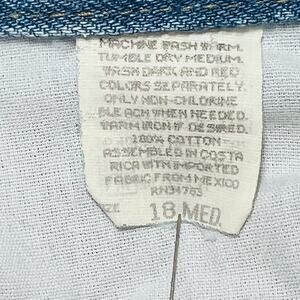 MACHINE WASH WARM.
TUMBLE DRY MEDIUM.
WASH DARK AND RED
COLORS SEPARATELY.
ONLY NON-CHLORINE
BLEACH WHEN NEEDED.
WARM IRON IF DESIRED.
100% COTTON
ASSEMBLED IN COSTA
RICA WITH IMPORTED
FABRIC FROM MEXICO
18 MED.